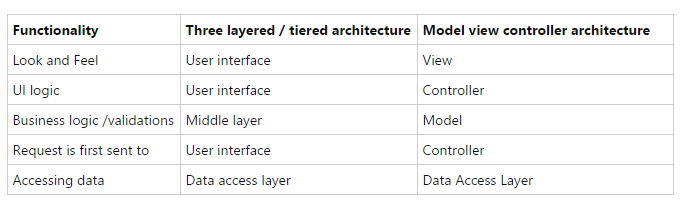 Functionality Three layered / tiered architecture Model view controller architecture
Look and Feel User interface View
UI logic User interface Controller
Business logic /validations Middle layer Model
Request is first sent to User interface Controller
Accessing data Data access layer Data Access Layer